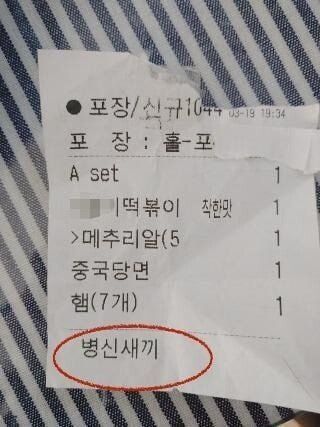 ● 포장/신규1044 03-19 19:34
포 장 : 홀-포
A set 1
떡볶이 착한맛 1
>메추리알(5 1
중국당면 1
햄(7개) 1
병신새끼